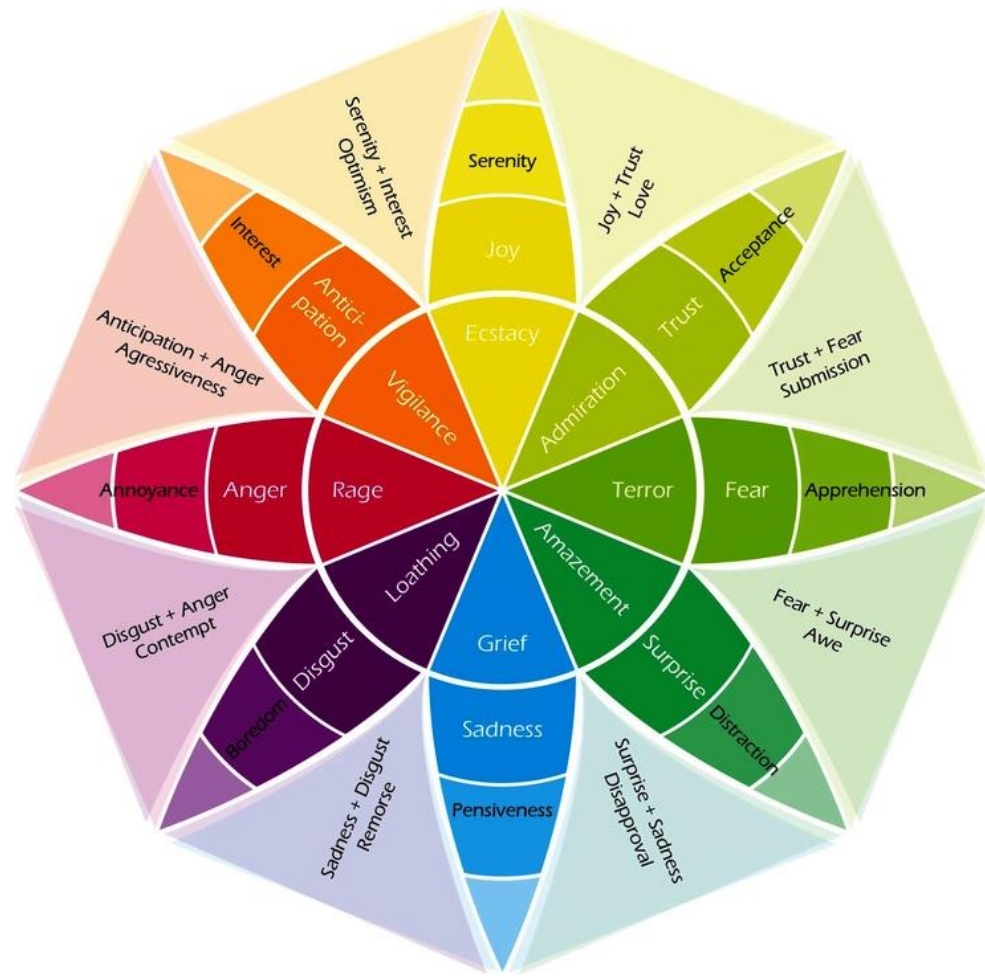 Serenity + Interest
Optimism
Serenity
Joy
Ecstacy
Joy + Trust
Love
Acceptance
Trust
Admiration
Trust + Fear
Submission
Terror
Fear
Apprehension
Fear + Surprise
Awe
Amazement
Surprise
Distraction
Surprise + Sadness
Disapproval
Grief
Sadness
Pensiveness
Sadness + Disgust
Remorse
Loathing
Disgust
Boredom
Disgust + Anger
Contempt
Annoyance
Anger
Rage
Anticipation + Anger
Agressiveness
Interest
Antici-
pation
Vigilance